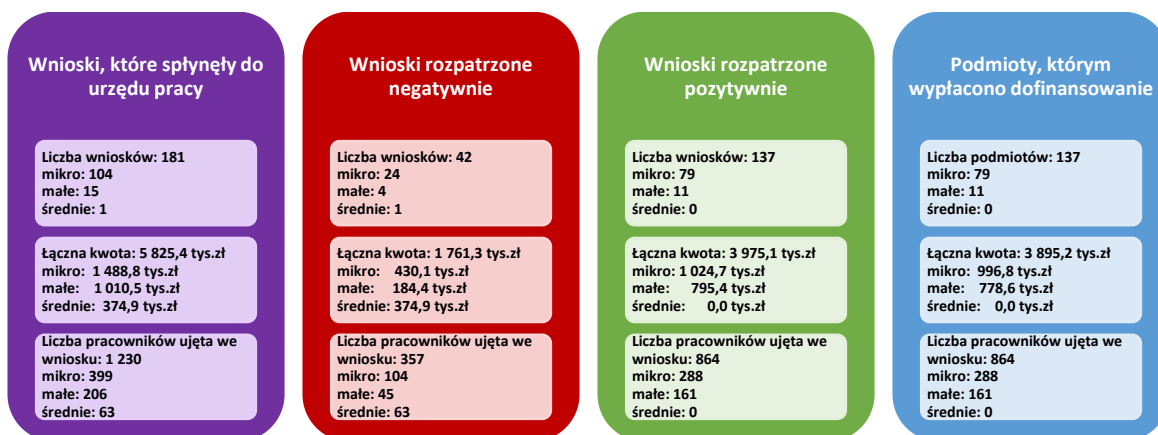 Wnioski, które spłynęły do
urzędu pracy
Liczba wniosków: 181
mikro: 104
małe: 15
średnie: 1
Łączna kwota: 5 825,4 tys.zł
mikro: 1 488,8 tys.zł
małe: 1 010,5 tys.zł
średnie: 374,9 tys.zł
Liczba pracowników ujęta we
wniosku: 1 230
mikro: 399
małe: 206
średnie: 63
Wnioski rozpatrzone
negatywnie
Liczba wniosków: 42
mikro: 24
małe: 4
średnie: 1
Łączna kwota: 1 761,3 tys.zł
mikro: 430,1 tys.zł
małe: 184,4 tys.zł
średnie: 374,9 tys.zł
Liczba pracowników ujęta we
wniosku: 357
mikro: 104
małe: 45
średnie: 63
Wnioski rozpatrzone
pozytywnie
Liczba wniosków: 137
mikro: 79
małe: 11
średnie: 0
Łączna kwota: 3 975,1 tys.zł
mikro: 1 024,7 tys.zł
małe: 795,4 tys.zł
średnie: 0,0 tys.zł
Liczba pracowników ujęta we
wniosku: 864
mikro: 288
małe: 161
średnie: 0
Podmioty, którym
wypłacono dofinansowanie
Liczba podmiotów: 137
mikro: 79
małe: 11
średnie: 0
Łączna kwota: 3 895,2 tys.zł
mikro: 996,8 tys.zł
małe: 778,6 tys.zł
średnie: 0,0 tys.zł
Liczba pracowników ujęta we
wniosku: 864
mikro: 288
małe: 161
średnie: 0